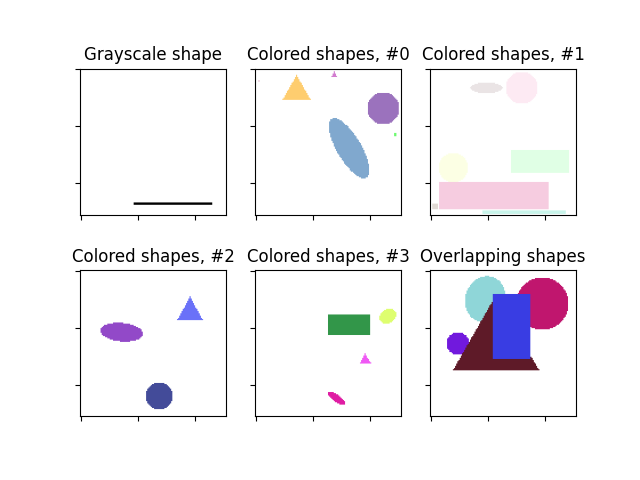 Grayscale shape
Colored shapes, #0
Colored shapes, #1
Colored shapes, #2
Colored shapes, #3
Overlapping shapes